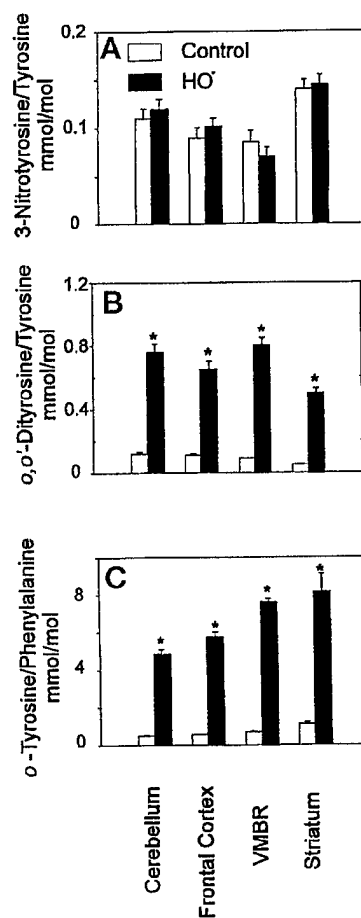 3-Nitrotyrosine/Tyrosine
mmol/mol
0.2
0.1
0
A
Control
HO·
o,o'-Dityrosine/Tyrosine
mmol/mol
1.2
0.8
0.4
0
B
*
*
*
*
o-Tyrosine/Phenylalanine
mmol/mol
8
4
0
C
*
*
*
*
Cerebellum
Frontal Cortex
VMBR
Striatum